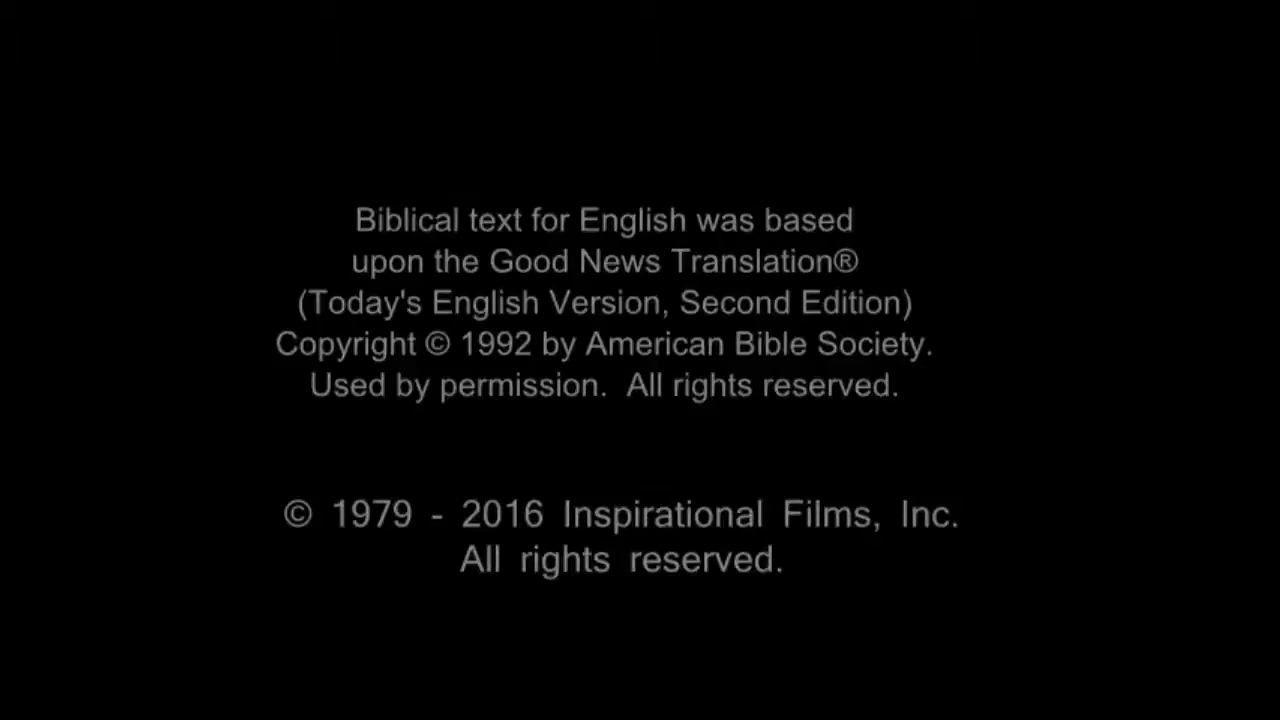 Biblical text for English was based
upon the Good News Translation®
(Today's English Version, Second Edition)
Copyright © 1992 by American Bible Society.
Used by permission. All rights reserved.
© 1979 - 2016 Inspirational Films, Inc.
All rights reserved.